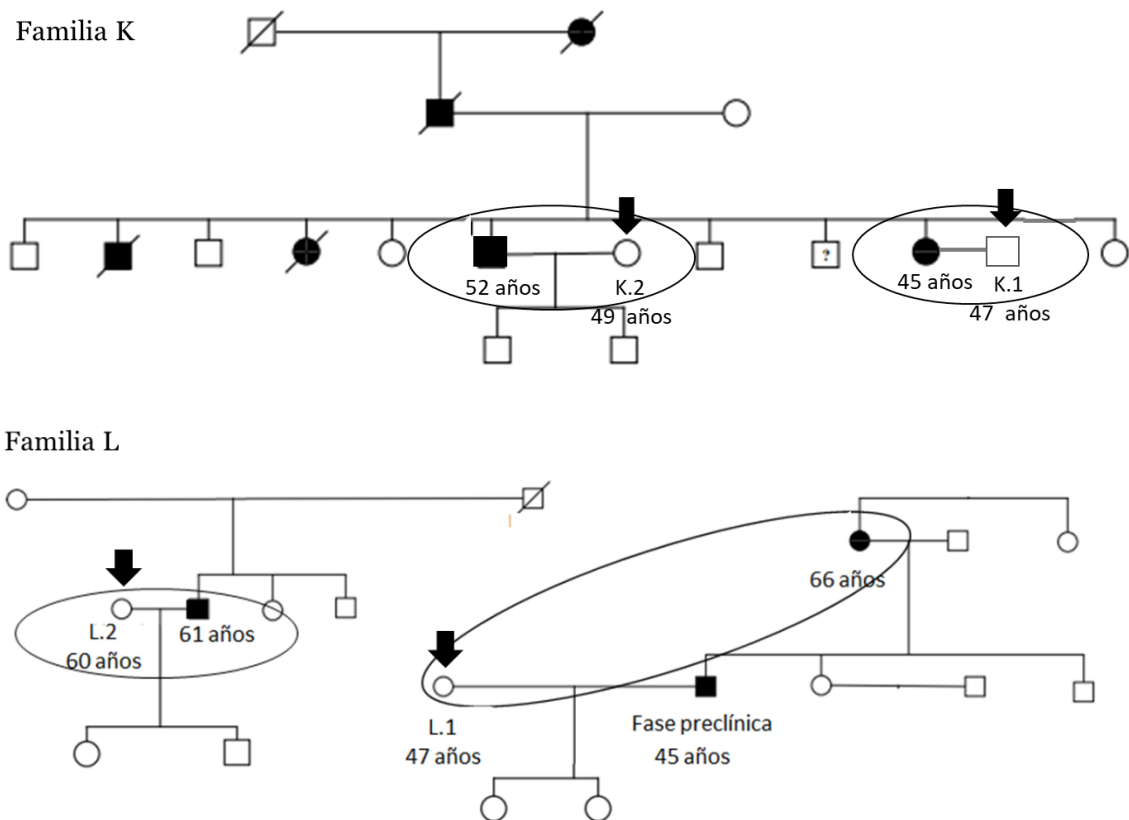 Familia K
?
52 años
K.2
49 años
45 años
K.1
47 años
Familia L
L.2
60 años
61 años
66 años
L.1
47 años
Fase preclínica
45 años